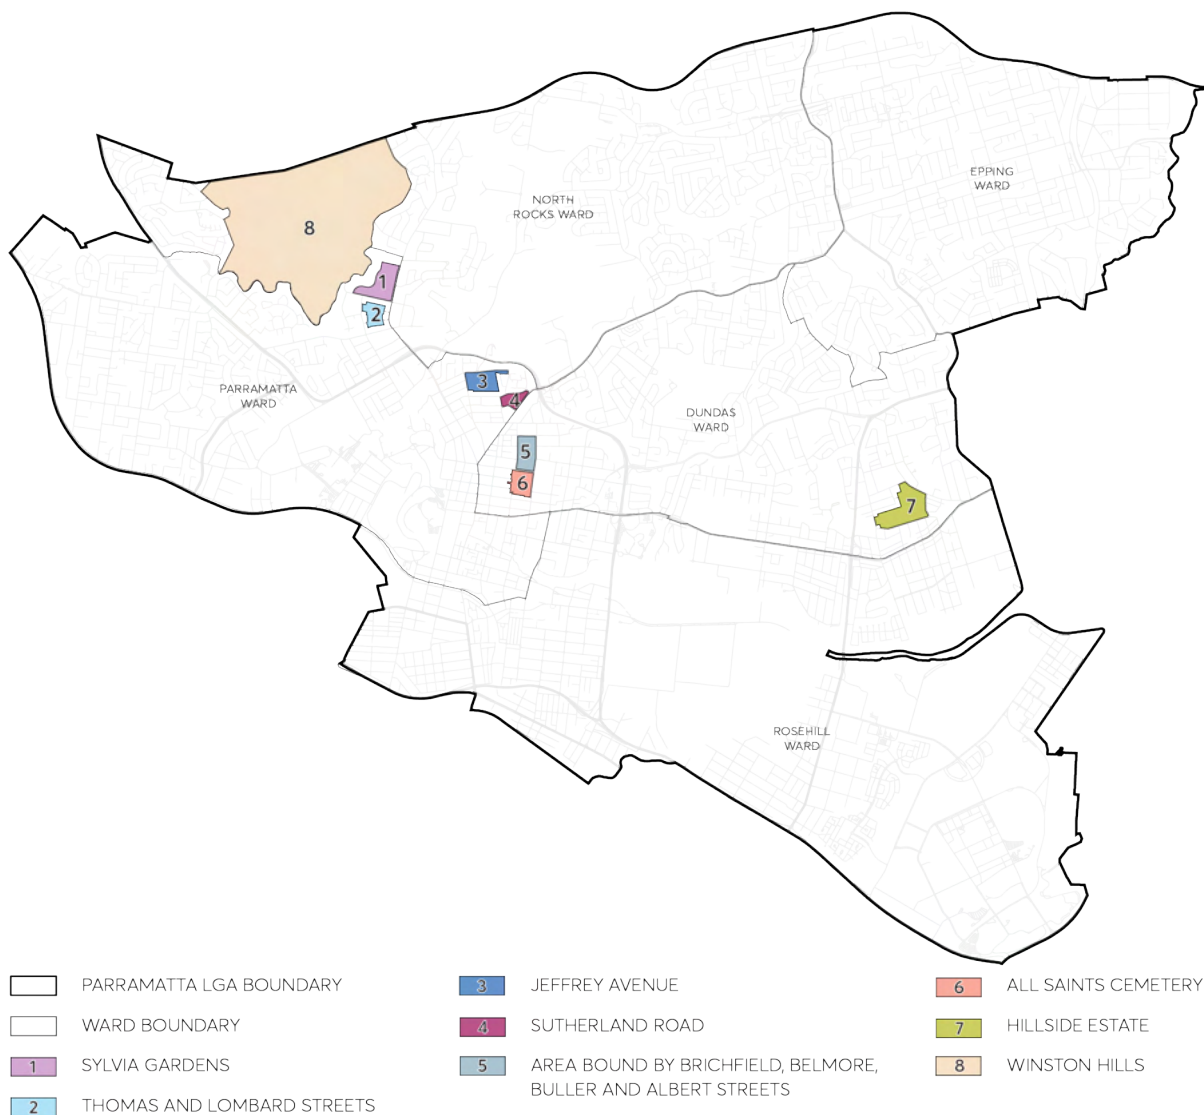 EPPING
WARD
NORTH
ROCKS WARD
8
1
2
3
PARRAMATTA
WARD
4
DUNDAS
WARD
5
6
7
ROSEHILL
WARD
PARRAMATTA LGA BOUNDARY
WARD BOUNDARY
1 SYLVIA GARDENS
2 THOMAS AND LOMBARD STREETS
3 JEFFREY AVENUE
4 SUTHERLAND ROAD
5 AREA BOUND BY BRICHFIELD, BELMORE,
BULLER AND ALBERT STREETS
6 ALL SAINTS CEMETERY
7 HILLSIDE ESTATE
8 WINSTON HILLS